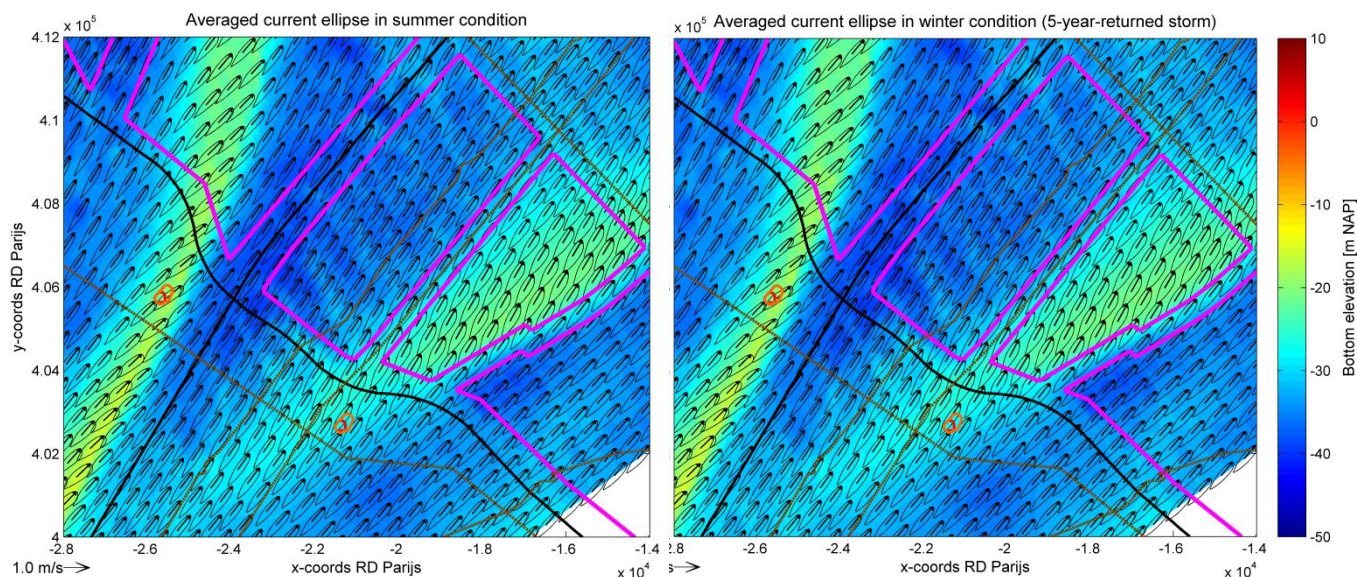 Averaged current ellipse in summer condition
x 10^5
4.12
4.1
4.08
4.06
4.04
4.02
4
y-coords RD Parijs
-2.8 -2.6 -2.4 -2.2 -2 -1.8 -1.6 -1.4
x-coords RD Parijs
x 10^4
1.0 m/s
Averaged current ellipse in winter condition (5-year-returned storm)
x 10^5
2.8 -2.6 -2.4 -2.2 -2 -1.8 -1.6 -1.4
x-coords RD Parijs
x 10^4
s
10
0
-10
-20
-30
-40
-50
Bottom elevation [m NAP]